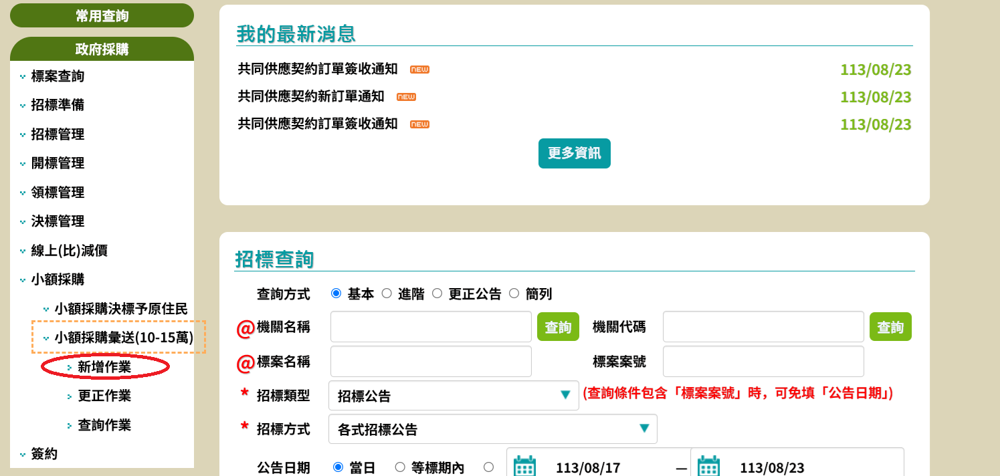 常用查詢
政府採購
標案查詢
招標準備
招標管理
開標管理
領標管理
決標管理
線上(比)減價
小額採購
小額採購決標予原住民
小額採購彙送(10-15萬)
新增作業
更正作業
查詢作業
簽約
我的最新消息
共同供應契約訂單簽收通知 NEW 113/08/23
共同供應契約新訂單通知 NEW 113/08/23
共同供應契約訂單簽收通知 NEW 113/08/23
更多資訊
招標查詢
查詢方式 基本 進階 更正公告 簡列
@機關名稱 查詢 機關代碼 查詢
@標案名稱 標案案號
* 招標類型 招標公告 (查詢條件包含「標案案號」時，可免填「公告日期」)
* 招標方式 各式招標公告
公告日期 當日 等標期內 113/08/17 — 113/08/23